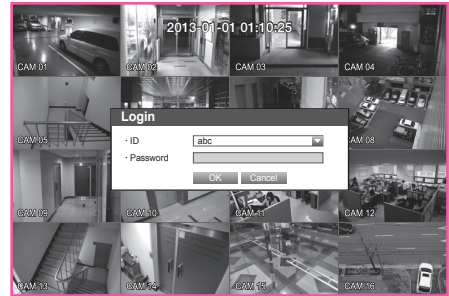 2013-01-01 01:10:25
CAM 01
CAM 02
CAM 03
CAM 04
Login
· ID
abc
· Password
OK
Cancel
CAM 05
CAM 08
CAM 09
CAM 10
CAM 11
CAM 12
CAM 13
CAM 14
CAM 15
CAM 16